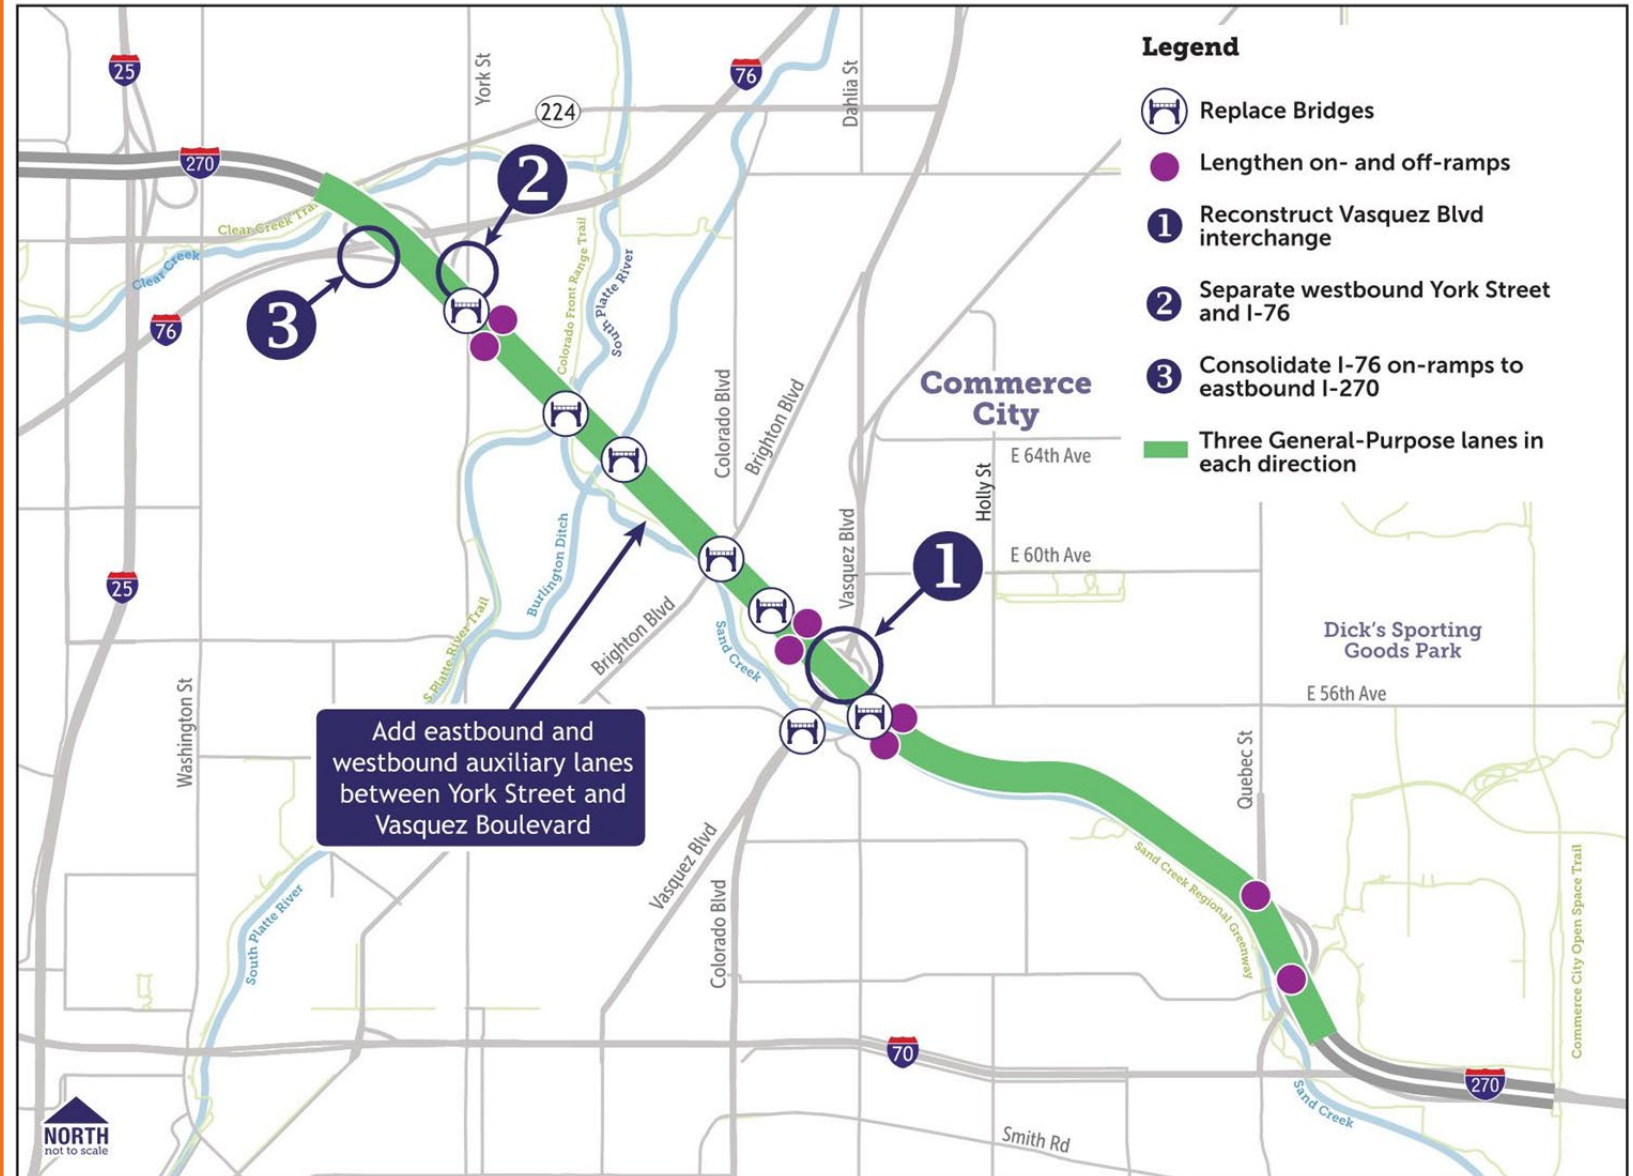 25
York St
76
Dahlia St
224
270
2
Clear Creek Trail
Clear Creek
3
76
Colorado Front Range Trail
South Platte River
Colorado Blvd
Brighton Blvd
Commerce
City
E 64th Ave
Holly St
E 60th Ave
Vasquez Blvd
1
25
Burlington Ditch
S Platte River Trail
Brighton Blvd
Sand Creek
Dick's Sporting
Goods Park
E 56th Ave
Washington St
Quebec St
Add eastbound and
westbound auxiliary lanes
between York Street and
Vasquez Boulevard
Vasquez Blvd
Colorado Blvd
South Platte River
Sand Creek Regional Greenway
Commerce City Open Space Trail
70
270
Sand Creek
Smith Rd
NORTH
not to scale
Legend
Replace Bridges
Lengthen on- and off-ramps
1
Reconstruct Vasquez Blvd
interchange
2
Separate westbound York Street
and I-76
3
Consolidate I-76 on-ramps to
eastbound I-270
Three General-Purpose lanes in
each direction